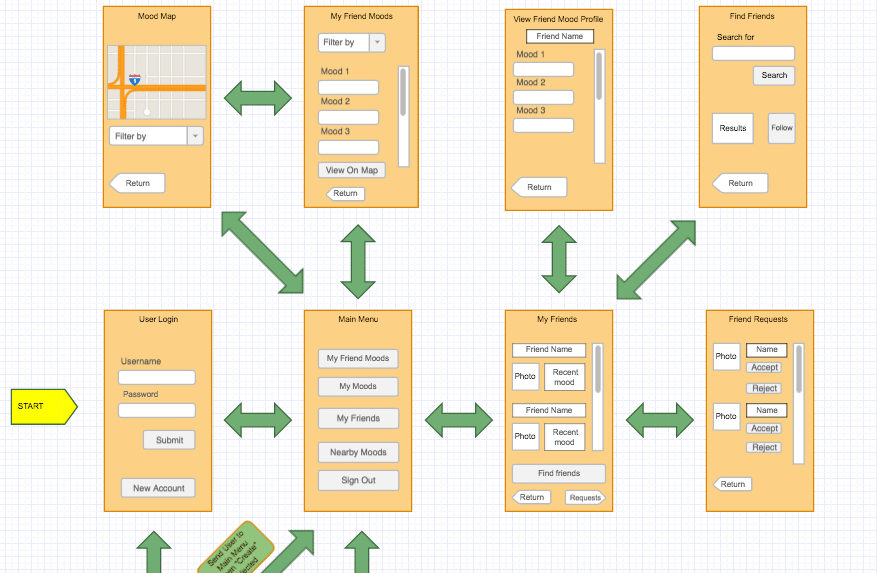 Mood Map
Filter by
Return
My Friend Moods
Filter by
Mood 1
Mood 2
Mood 3
View On Map
Return
View Friend Mood Profile
Friend Name
Mood 1
Mood 2
Mood 3
Return
Find Friends
Search for
Search
Results
Follow
Return
START
User Login
Username
Password
Submit
New Account
Main Menu
My Friend Moods
My Moods
My Friends
Nearby Moods
Sign Out
My Friends
Friend Name
Photo
Recent
mood
Friend Name
Photo
Recent
mood
Find friends
Return
Requests
Friend Requests
Photo
Name
Accept
Reject
Photo
Name
Accept
Reject
Return
Send User to
Main Menu
"Create"